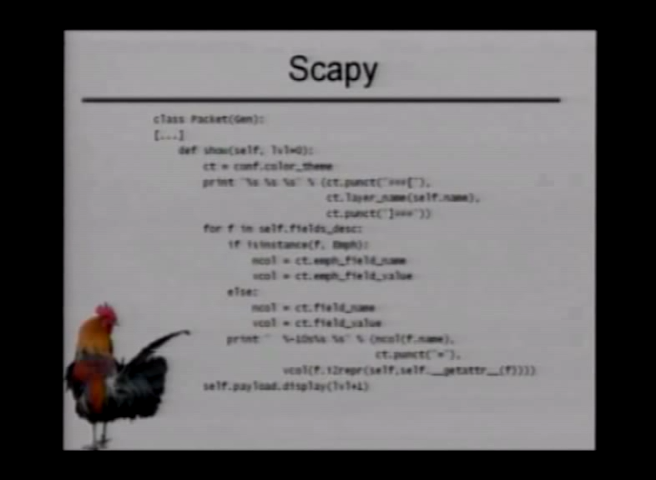 Scapy
class Packet(Gen):
[...]
def show(self, lvl=0):
ct = conf.color_theme
print "%s %s %s" % (ct.punct("###["),
ct.layer_name(self.name),
ct.punct("]###"))
for f in self.fields_desc:
if isinstance(f, Emph):
ncol = ct.emph_field_name
vcol = ct.emph_field_value
else:
ncol = ct.field_name
vcol = ct.field_value
print " %-10s%s %s" % (ncol(f.name),
ct.punct("="),
vcol(f.i2repr(self,self.__getattr__(f))))
self.payload.display(lvl+1)